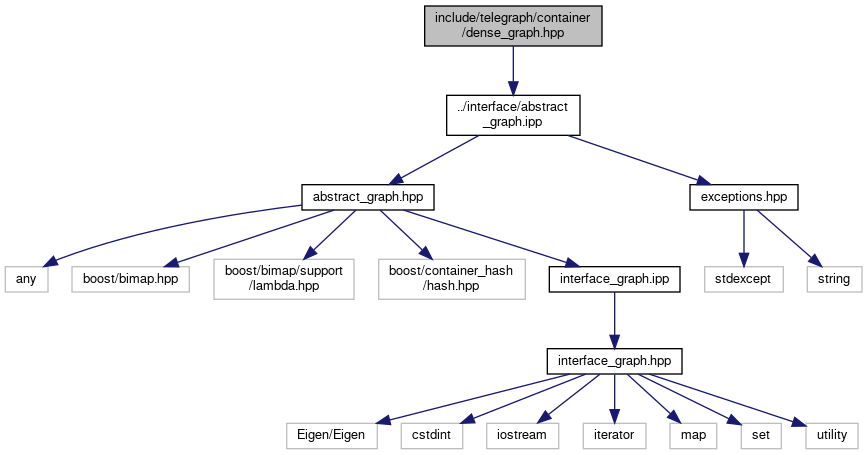 include/telegraph/container
/dense_graph.hpp
../interface/abstract
_graph.ipp
abstract_graph.hpp
exceptions.hpp
any
boost/bimap.hpp
boost/bimap/support
/lambda.hpp
boost/container_hash
/hash.hpp
interface_graph.ipp
stdexcept
string
interface_graph.hpp
Eigen/Eigen
cstdint
iostream
iterator
map
set
utility